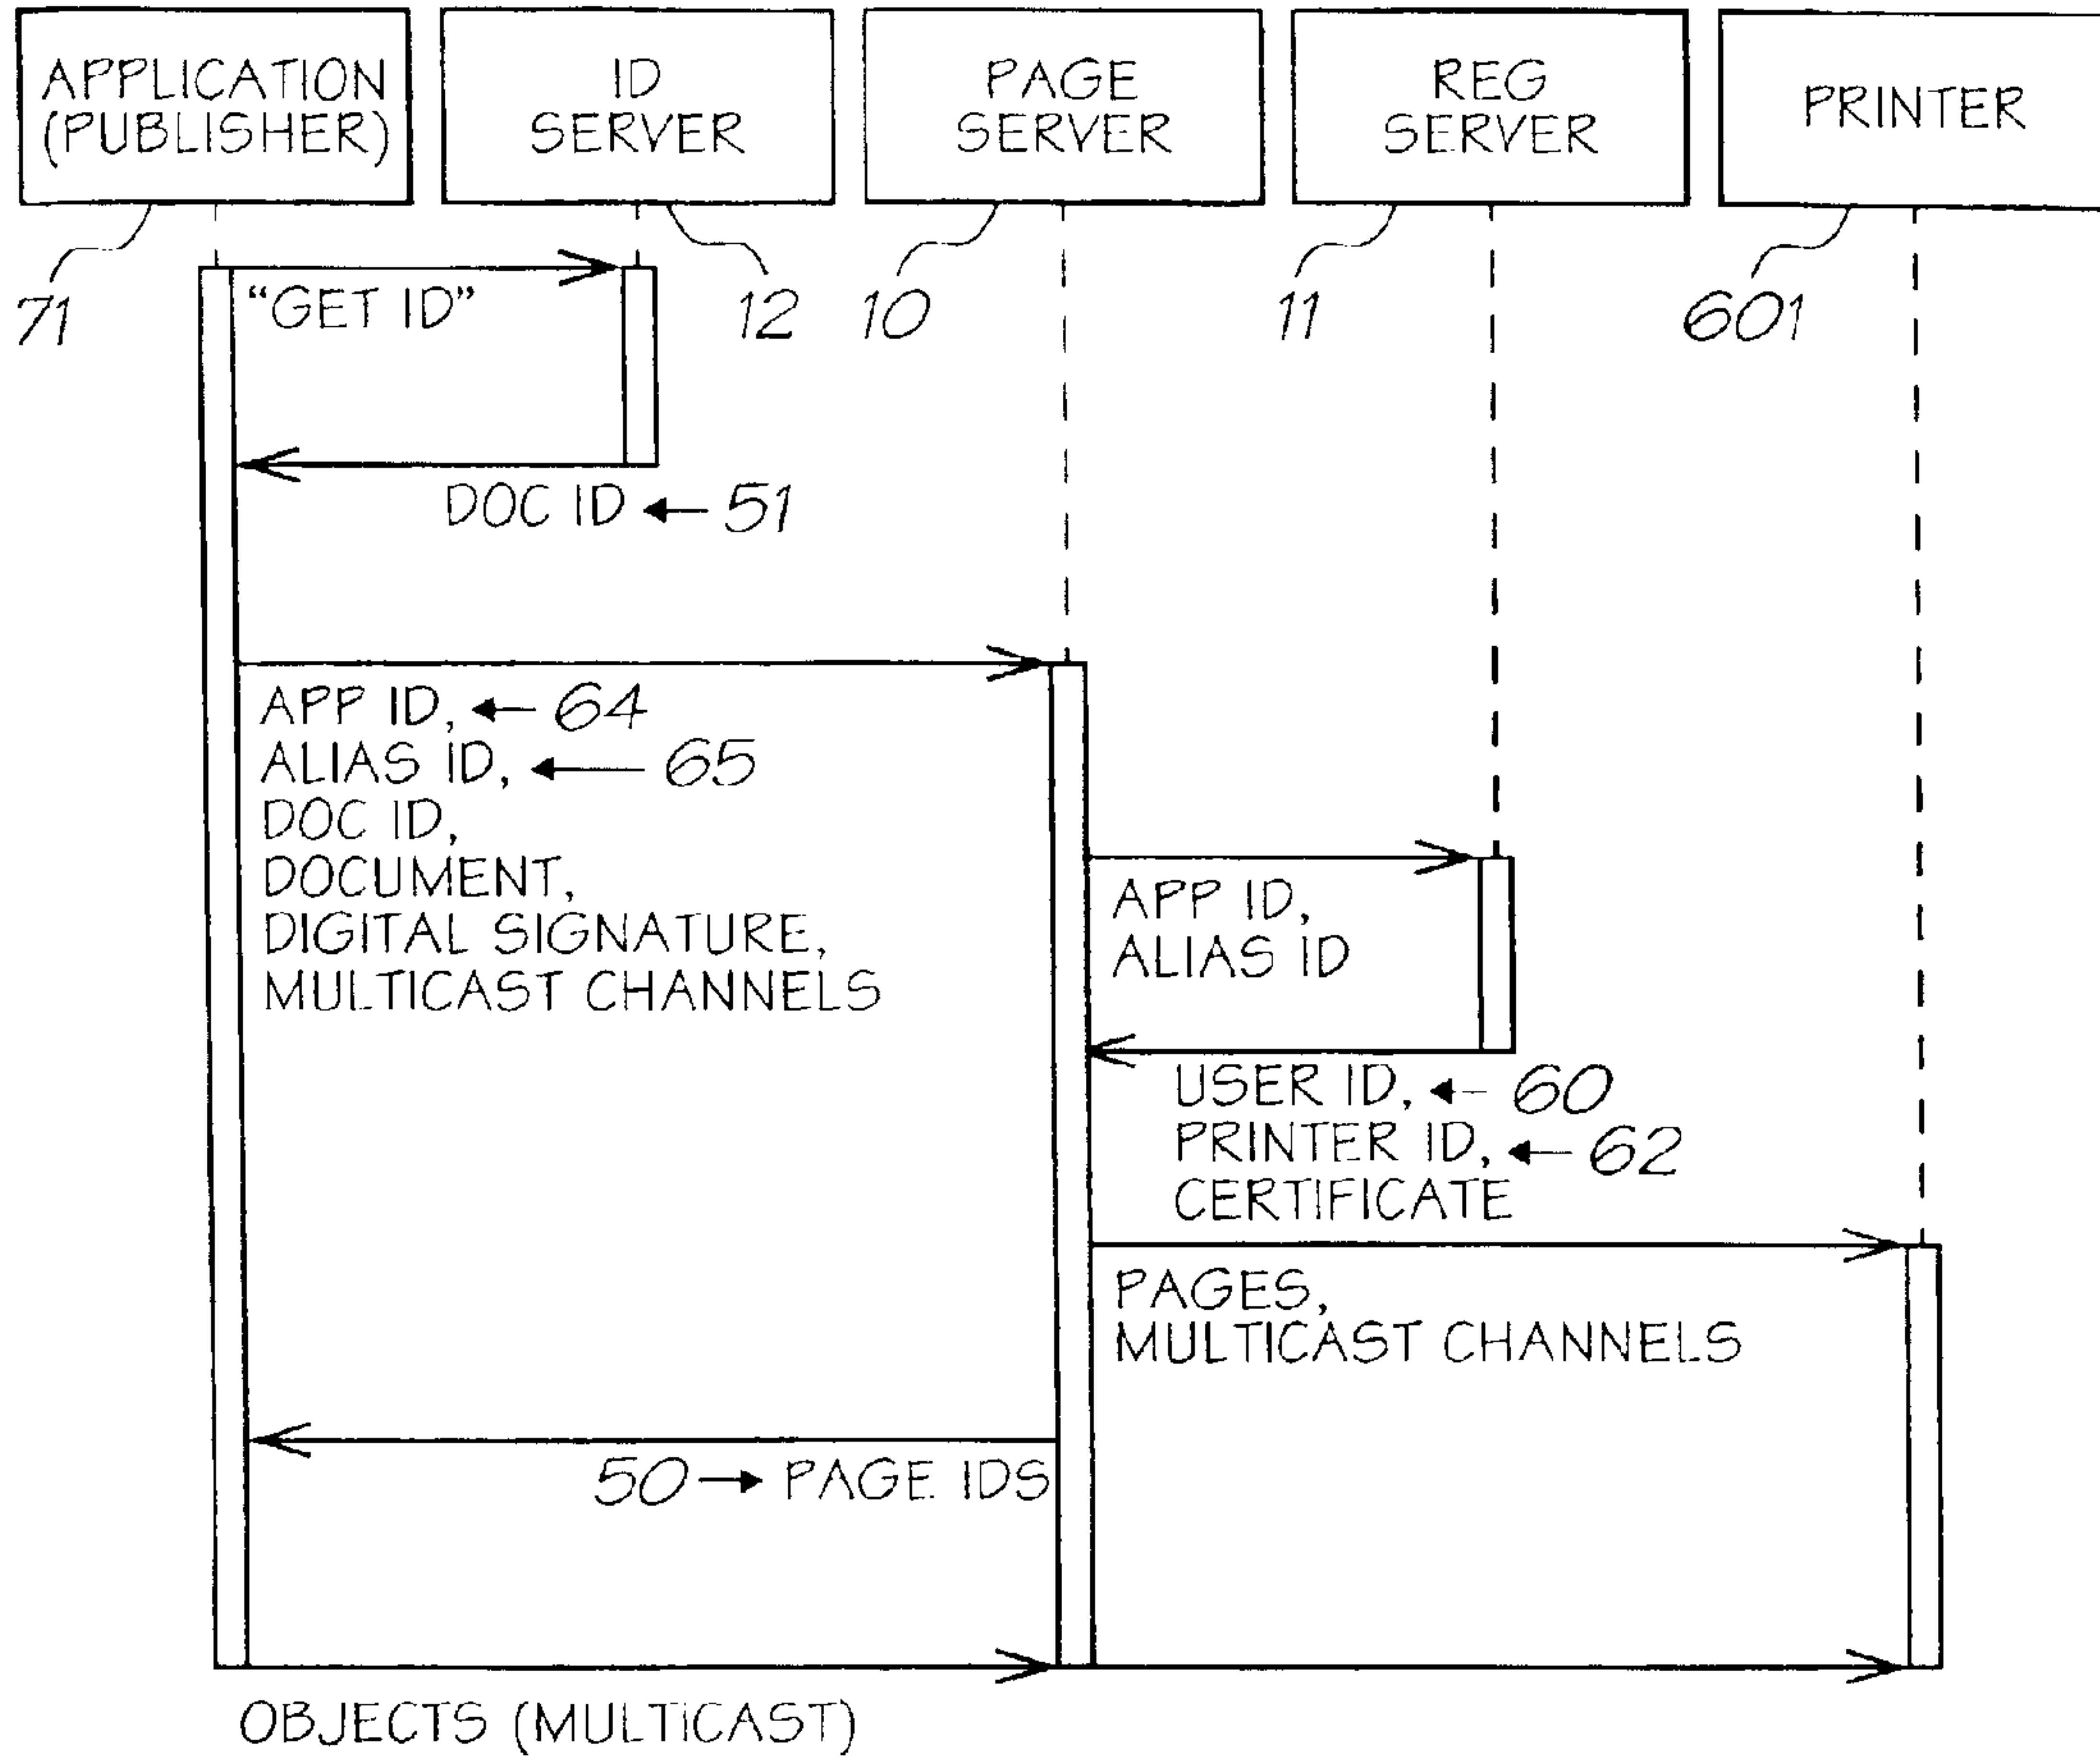 APPLICATION
(PUBLISHER)
ID
SERVER
PAGE
SERVER
REG
SERVER
PRINTER
71
12
10
11
601
"GET ID"
DOC ID
51
APP ID,
64
ALIAS ID,
65
DOC ID,
DOCUMENT,
DIGITAL SIGNATURE,
MULTICAST CHANNELS
APP ID,
ALIAS ID
USER ID,
60
PRINTER ID,
62
CERTIFICATE
PAGES,
MULTICAST CHANNELS
50
PAGE IDS
OBJECTS (MULTICAST)